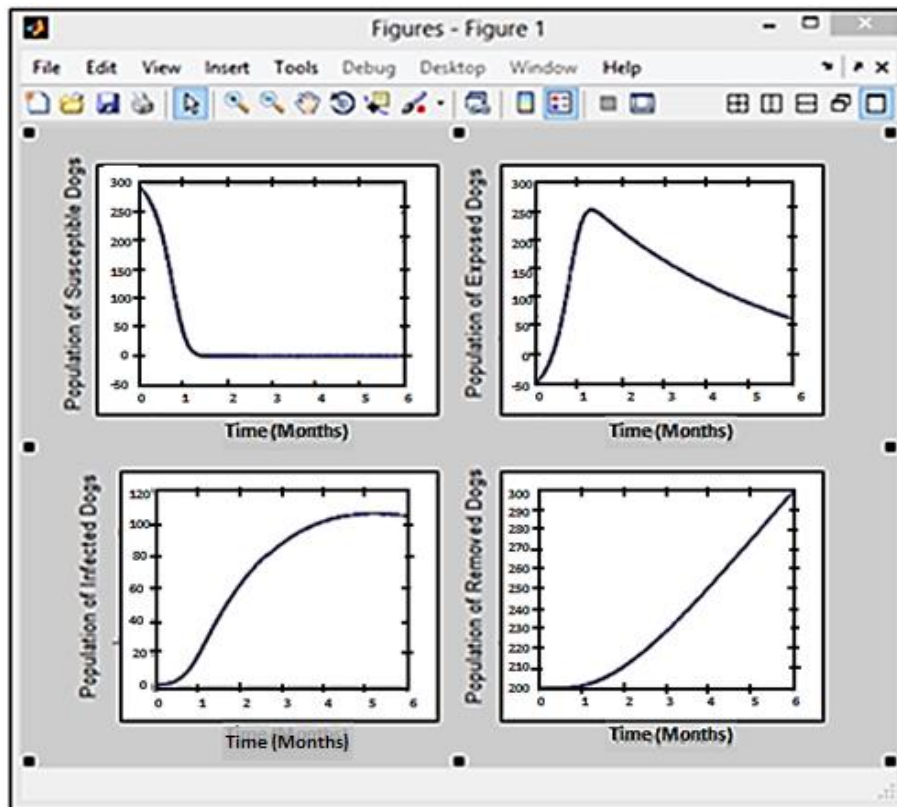 Figures - Figure 1
File Edit View Insert Tools Debug Desktop Window Help
Population of Susceptible Dogs
300
250
200
150
100
50
0
-50
0 1 2 3 4 5 6
Time (Months)
Population of Exposed Dogs
300
250
200
150
100
50
0
-50
0 1 2 3 4 5 6
Time (Months)
Population of Infected Dogs
120
100
80
60
40
20
0
0 1 2 3 4 5 6
Time (Months)
Population of Removed Dogs
300
290
280
270
260
250
240
230
220
210
200
0 1 2 3 4 5 6
Time (Months)